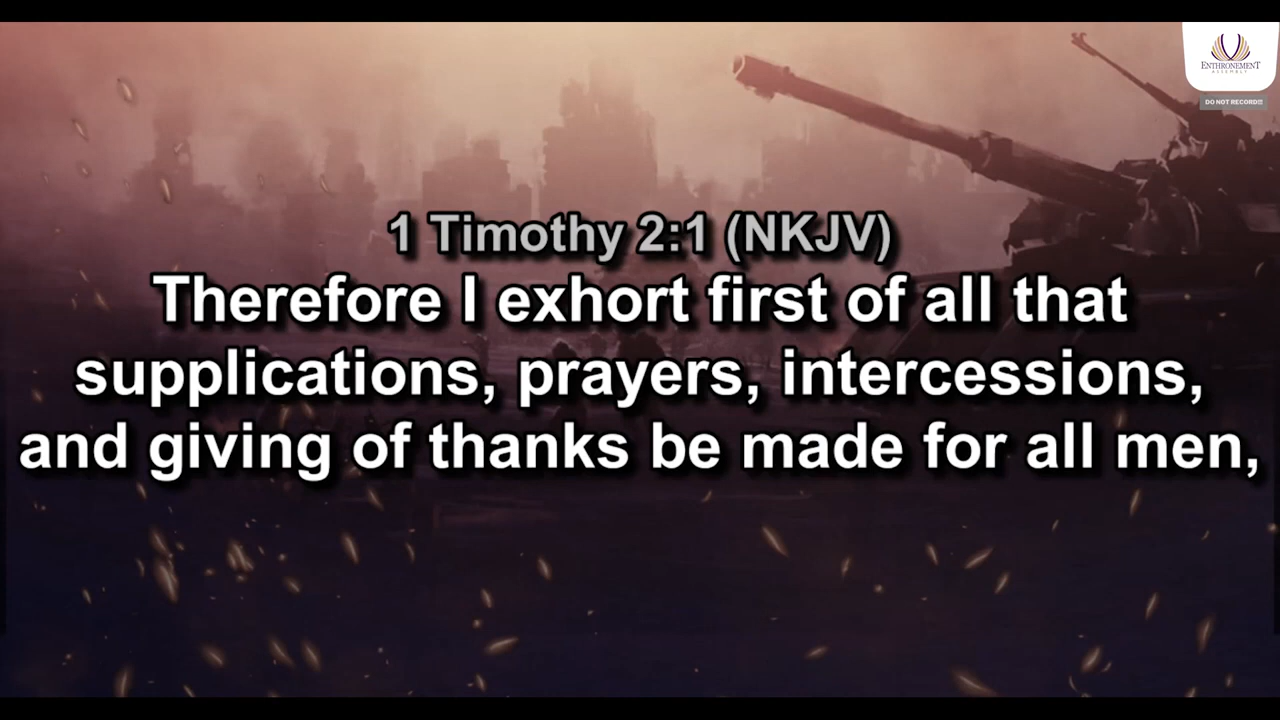 ENTHRONEMENT
ASSEMBLY
DO NOT RECORD!!!
1 Timothy 2:1 (NKJV)
Therefore I exhort first of all that
supplications, prayers, intercessions,
and giving of thanks be made for all men,